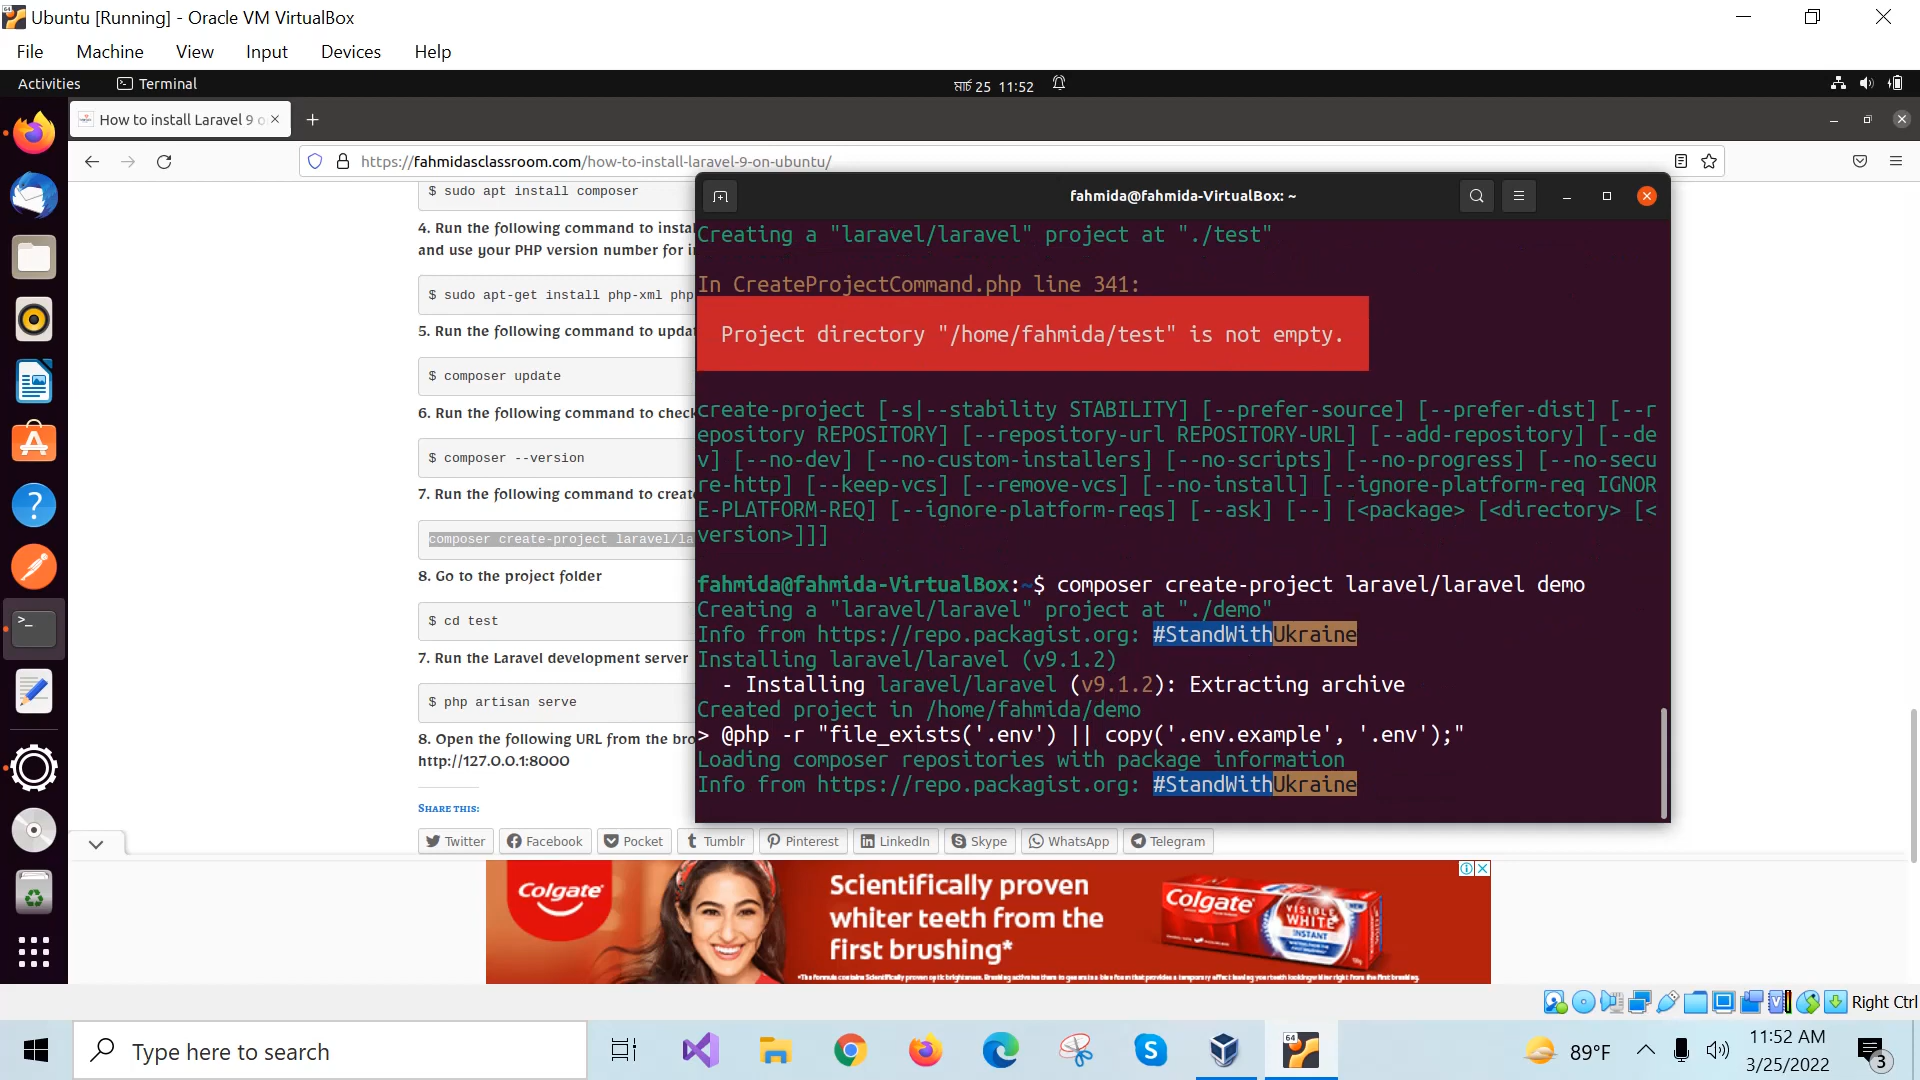 Ubuntu [Running] - Oracle VM VirtualBox
File Machine View Input Devices Help
Activities Terminal
মার্চ 25 11:52
How to install Laravel 9 o
https://fahmidasclassroom.com/how-to-install-laravel-9-on-ubuntu/
$ sudo apt install composer
4. Run the following command to instal
and use your PHP version number for in
$ sudo apt-get install php-xml php
5. Run the following command to updat
$ composer update
6. Run the following command to check
$ composer --version
7. Run the following command to create
composer create-project laravel/la
8. Go to the project folder
$ cd test
7. Run the Laravel development server
$ php artisan serve
8. Open the following URL from the bro
http://127.0.0.1:8000
SHARE THIS:
Twitter Facebook Pocket Tumblr Pinterest LinkedIn Skype WhatsApp Telegram
fahmida@fahmida-VirtualBox: ~
Creating a "laravel/laravel" project at "./test"
In CreateProjectCommand.php line 341:
Project directory "/home/fahmida/test" is not empty.
create-project [-s|--stability STABILITY] [--prefer-source] [--prefer-dist] [--r
epository REPOSITORY] [--repository-url REPOSITORY-URL] [--add-repository] [--de
v] [--no-dev] [--no-custom-installers] [--no-scripts] [--no-progress] [--no-secu
re-http] [--keep-vcs] [--remove-vcs] [--no-install] [--ignore-platform-req IGNOR
E-PLATFORM-REQ] [--ignore-platform-reqs] [--ask] [--] [<package> [<directory> [<
version>]]]
fahmida@fahmida-VirtualBox:~$ composer create-project laravel/laravel demo
Creating a "laravel/laravel" project at "./demo"
Info from https://repo.packagist.org: #StandWithUkraine
Installing laravel/laravel (v9.1.2)
- Installing laravel/laravel (v9.1.2): Extracting archive
Created project in /home/fahmida/demo
> @php -r "file_exists('.env') || copy('.env.example', '.env');"
Loading composer repositories with package information
Info from https://repo.packagist.org: #StandWithUkraine
Colgate
Scientifically proven
whiter teeth from the
first brushing*
Colgate
VISIBLE
WHITE
INSTANT
Right Ctrl
Type here to search
64
89°F
11:52 AM
3/25/2022
3